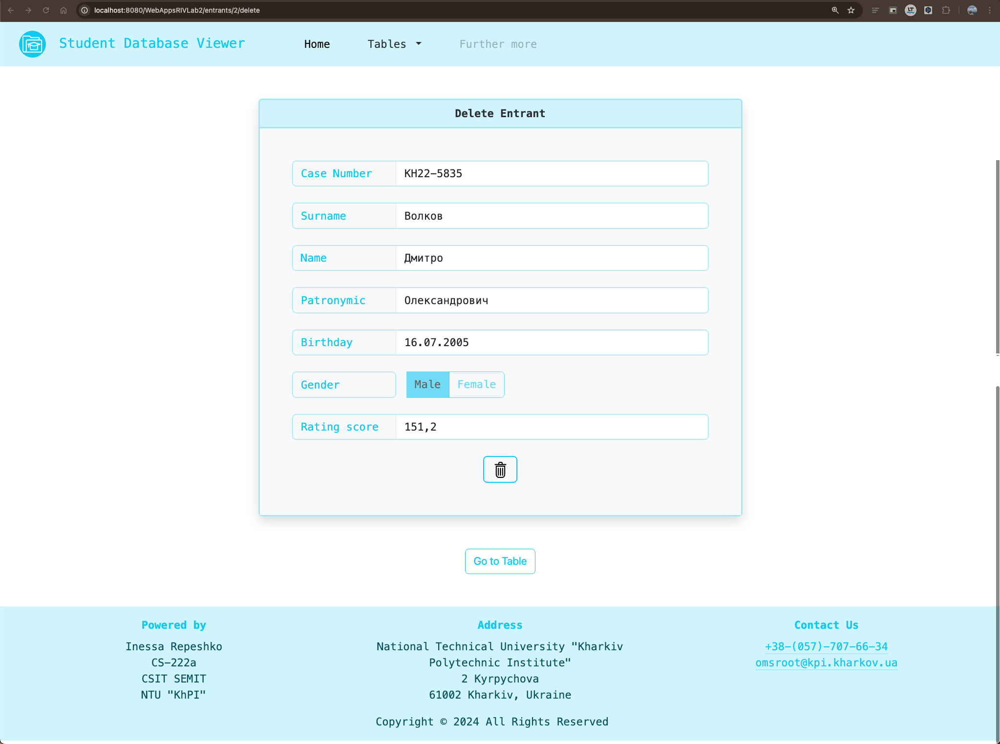 localhost:8080/WebAppsRIVLab2/entrants/2/delete
LT
Student Database Viewer
Home
Tables
Further more
Delete Entrant
Case Number KH22-5835
Surname Волков
Name Дмитро
Patronymic Олександрович
Birthday 16.07.2005
Gender Male Female
Rating score 151,2
Go to Table
Powered by
Inessa Repeshko
CS-222a
CSIT SEMIT
NTU "KhPI"
Address
National Technical University "Kharkiv
Polytechnic Institute"
2 Kyrpychova
61002 Kharkiv, Ukraine
Contact Us
+38-(057)-707-66-34
omsroot@kpi.kharkov.ua
Copyright © 2024 All Rights Reserved